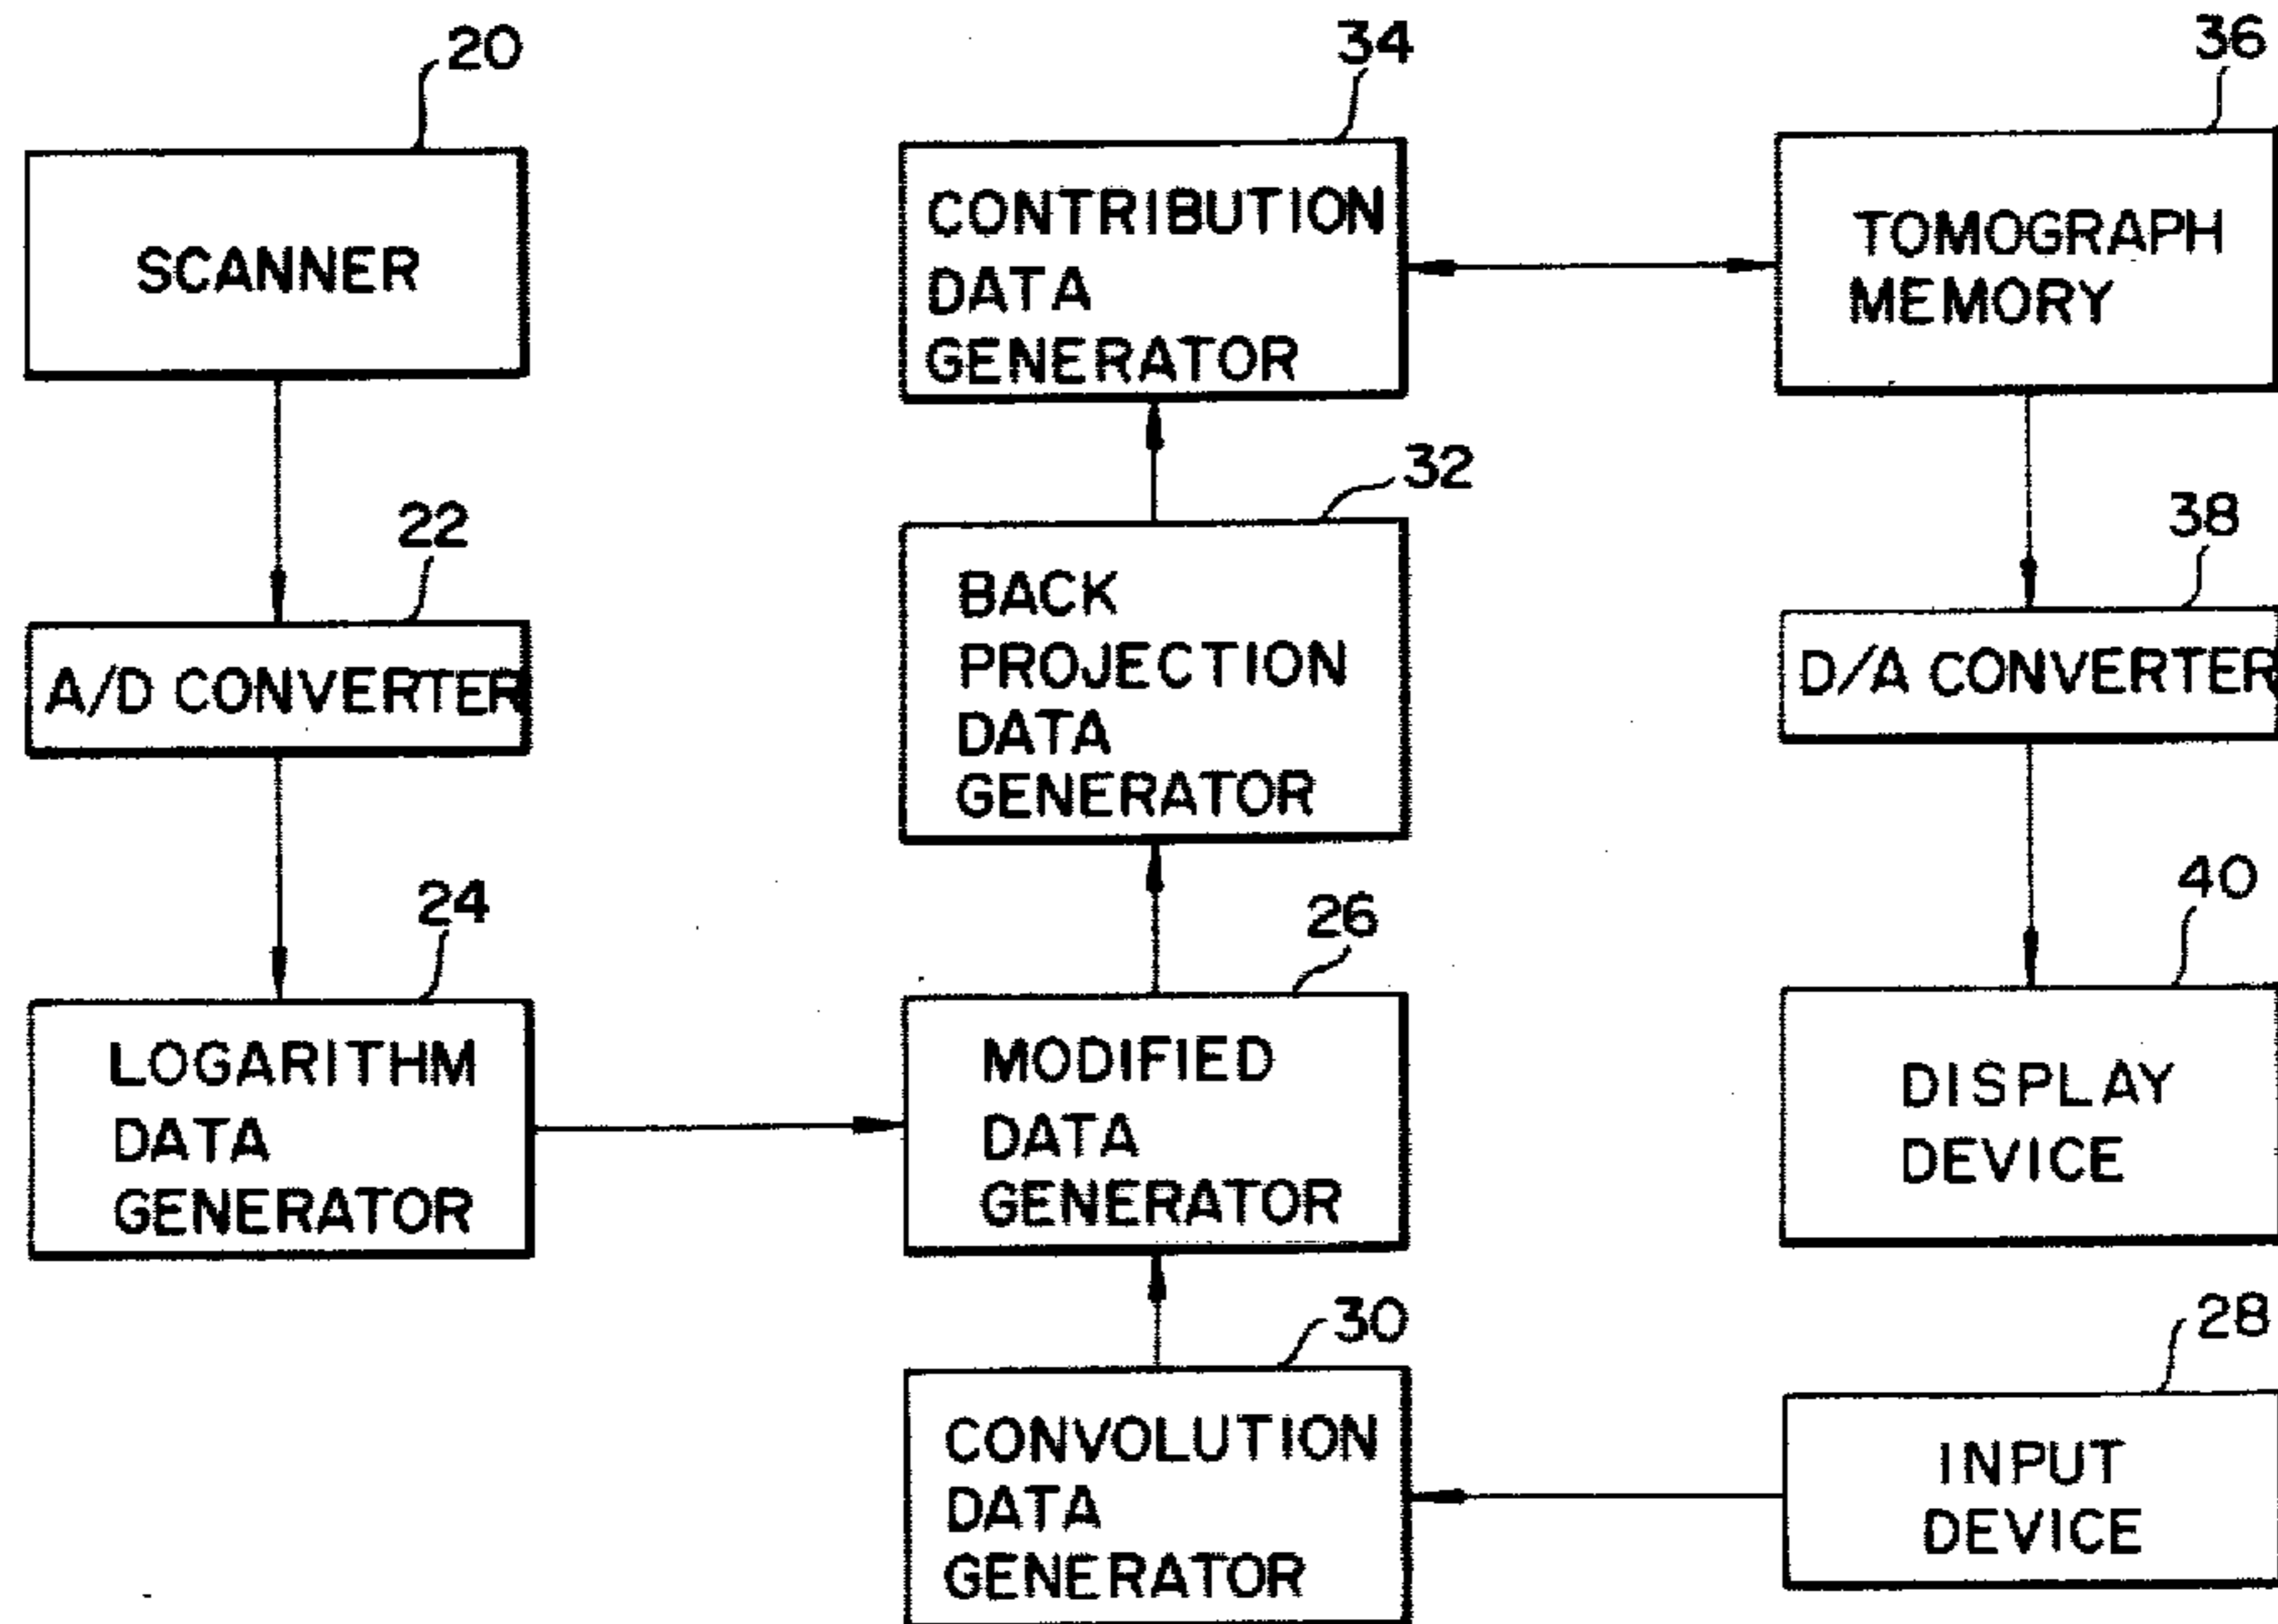 20
SCANNER
22
A/D CONVERTER
24
LOGARITHM
DATA
GENERATOR
34
CONTRIBUTION
DATA
GENERATOR
32
BACK
PROJECTION
DATA
GENERATOR
26
MODIFIED
DATA
GENERATOR
30
CONVOLUTION
DATA
GENERATOR
36
TOMOGRAPH
MEMORY
38
D/A CONVERTER
40
DISPLAY
DEVICE
28
INPUT
DEVICE